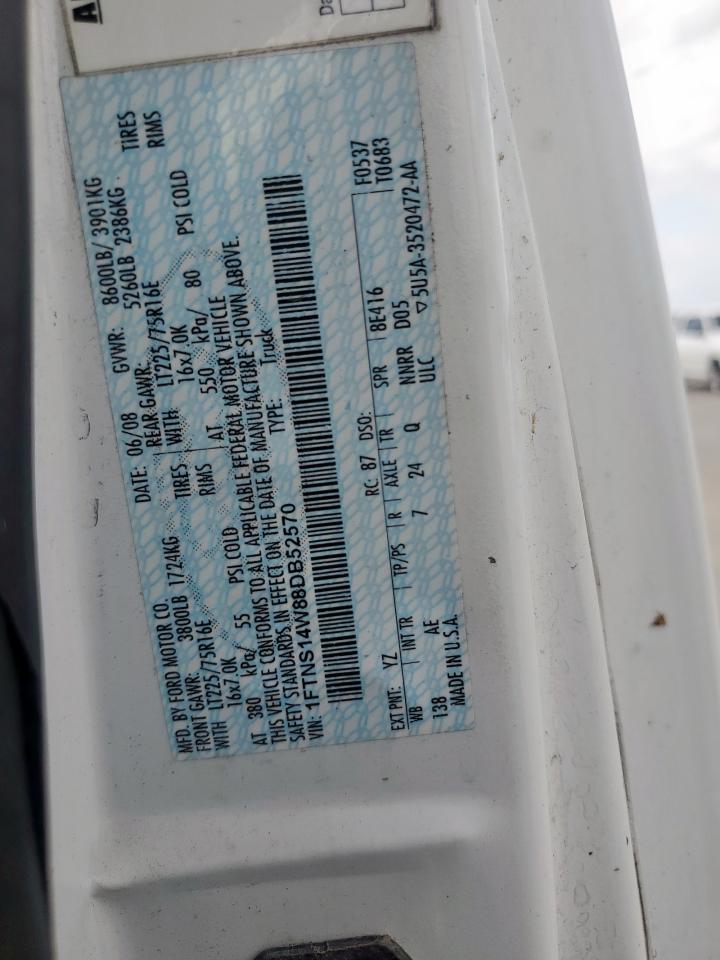 MFD. BY FORD MOTOR CO. DATE: 06/08 GVWR: 8600LB/ 3901KG
FRONT GAWR: 3800LB 1724KG REAR GAWR: 5260LB 2386KG
WITH LT225/75R16E TIRES WITH LT225/75R16E TIRES
16x7.0K RIMS 16x7.0K RIMS
AT 380 kPa/ 55 PSI COLD AT 550 kPa/ 80 PSI COLD
THIS VEHICLE CONFORMS TO ALL APPLICABLE FEDERAL MOTOR VEHICLE
SAFETY STANDARDS IN EFFECT ON THE DATE OF MANUFACTURE SHOWN ABOVE.
VIN: 1FTNS14W88DB52570 TYPE: Truck
F0537
T0683
EXT PNT: YZ RC: 87 DSO: 8E416
WB INT TR TP/PS R AXLE TR SPR
138 AE 7 24 Q NNRR D05
MADE IN U.S.A. ULC ▽5U5A-3520472-AA